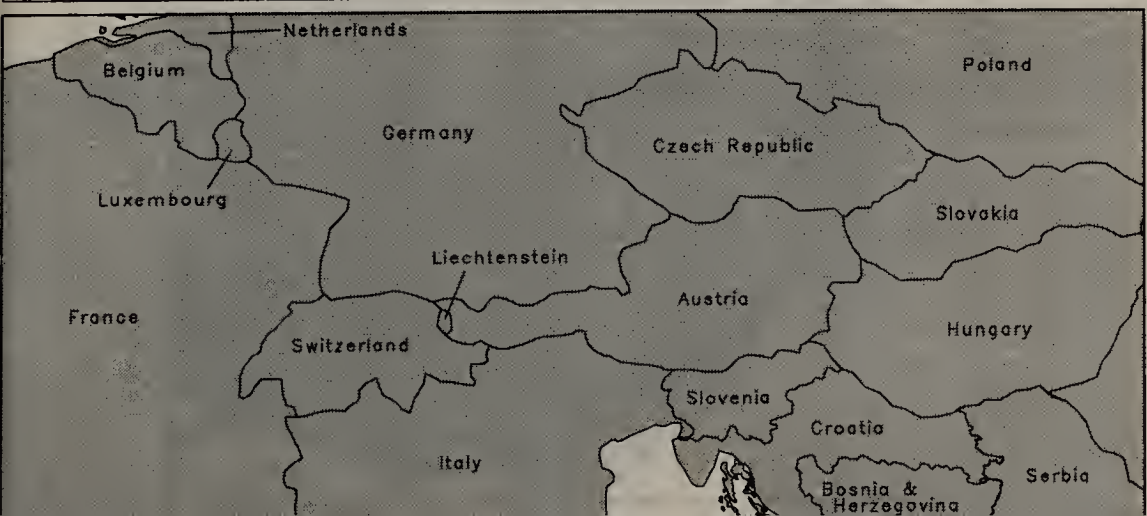 Netherlands
Belgium
Poland
Germany
Czech Republic
Luxembourg
Slovakia
Liechtenstein
Austria
France
Switzerland
Hungary
Slovenia
Croatia
Italy
Serbia
Bosnia &
Herzegovina